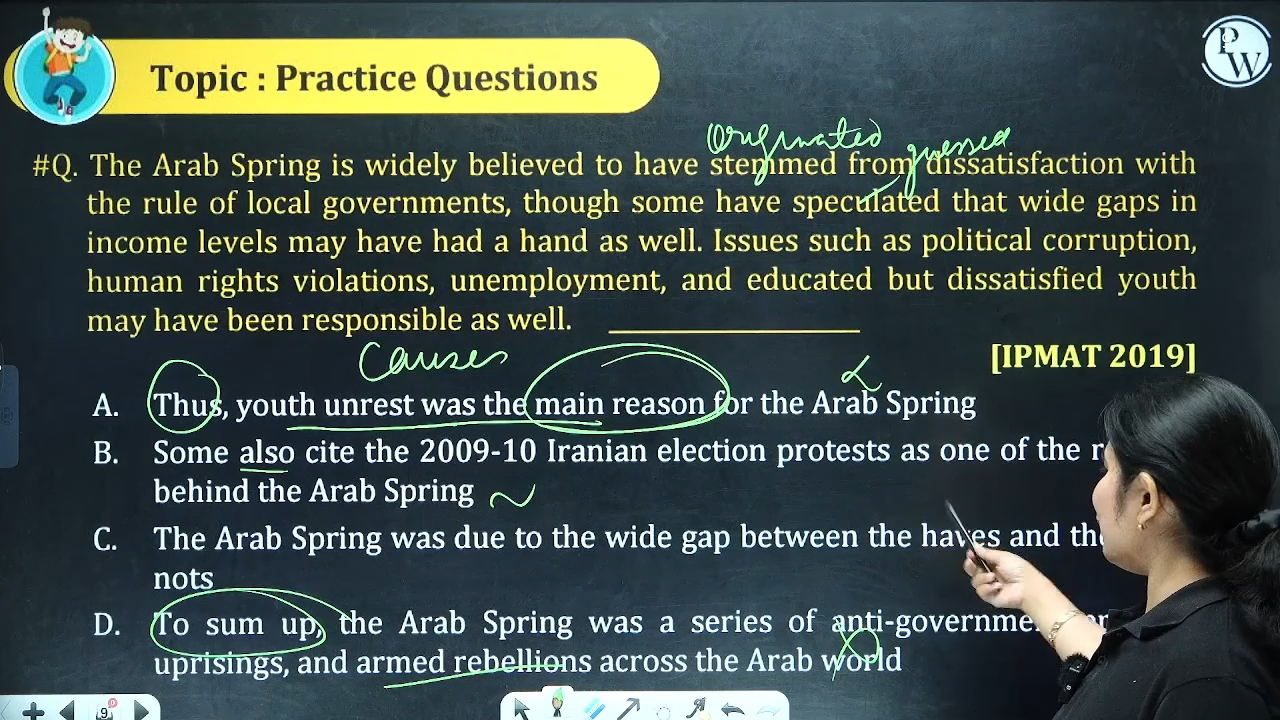 Topic : Practice Questions
PW
Originated guessed
#Q. The Arab Spring is widely believed to have stemmed from dissatisfaction with
the rule of local governments, though some have speculated that wide gaps in
income levels may have had a hand as well. Issues such as political corruption,
human rights violations, unemployment, and educated but dissatisfied youth
may have been responsible as well. ____________
[IPMAT 2019]
Causes
A. Thus, youth unrest was the main reason for the Arab Spring
B. Some also cite the 2009-10 Iranian election protests as one of the
behind the Arab Spring
C. The Arab Spring was due to the wide gap between the haves and
nots
D. To sum up, the Arab Spring was a series of
uprisings, and armed rebellions across the Arab world
9